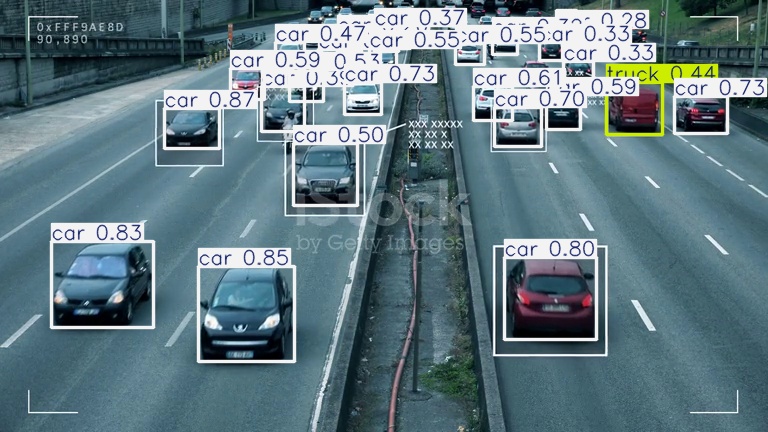 0xFFF9AE8D
90,890
car 0.37
0.28
car 0.47
car 0.55
car 0.55
car 0.33
car 0.33
car 0.59
0.53
car 0.73
car 0.61
truck 0.44
0.59
car 0.73
car 0.87
car 0.70
car 0.50
xxx xxxxx
xx xx x
xx xx xx
iStock
by Getty Images
car 0.83
car 0.85
car 0.80